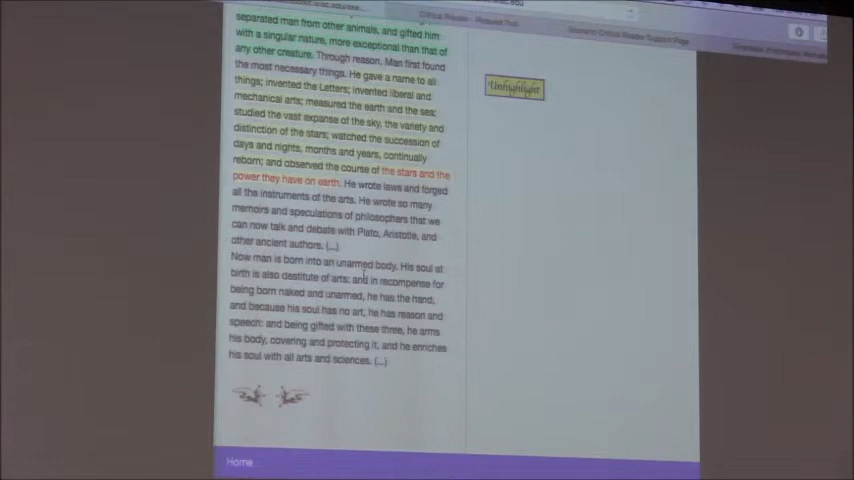 Critical Reader
Critical Reader Support Page
separated man from other animals, and gifted him
with a singular nature, more exceptional than that of
any other creature. Through reason, Man first found
the most necessary things. He gave a name to all
things; invented the Letters; invented liberal and
mechanical arts; measured the earth and the sea;
studied the vast expanse of the sky, the variety and
distinction of the stars; watched the succession of
days and nights, months and years, continually
reborn; and observed the course of the stars and the
power they have on earth. He wrote laws and forged
all the instruments of the arts. He wrote so many
memoirs and speculations of philosophers that we
can now talk and debate with Plato, Aristotle, and
other ancient authors. (...)
Now man is born into an unarmed body. His soul at
birth is also destitute of arts; and in recompense for
being born naked and unarmed, he has the hand,
and because his soul has no art, he has reason and
speech: and being gifted with these three, he arms
his body, covering and protecting it, and he enriches
his soul with all arts and sciences. (...)
Unhighlight
Home